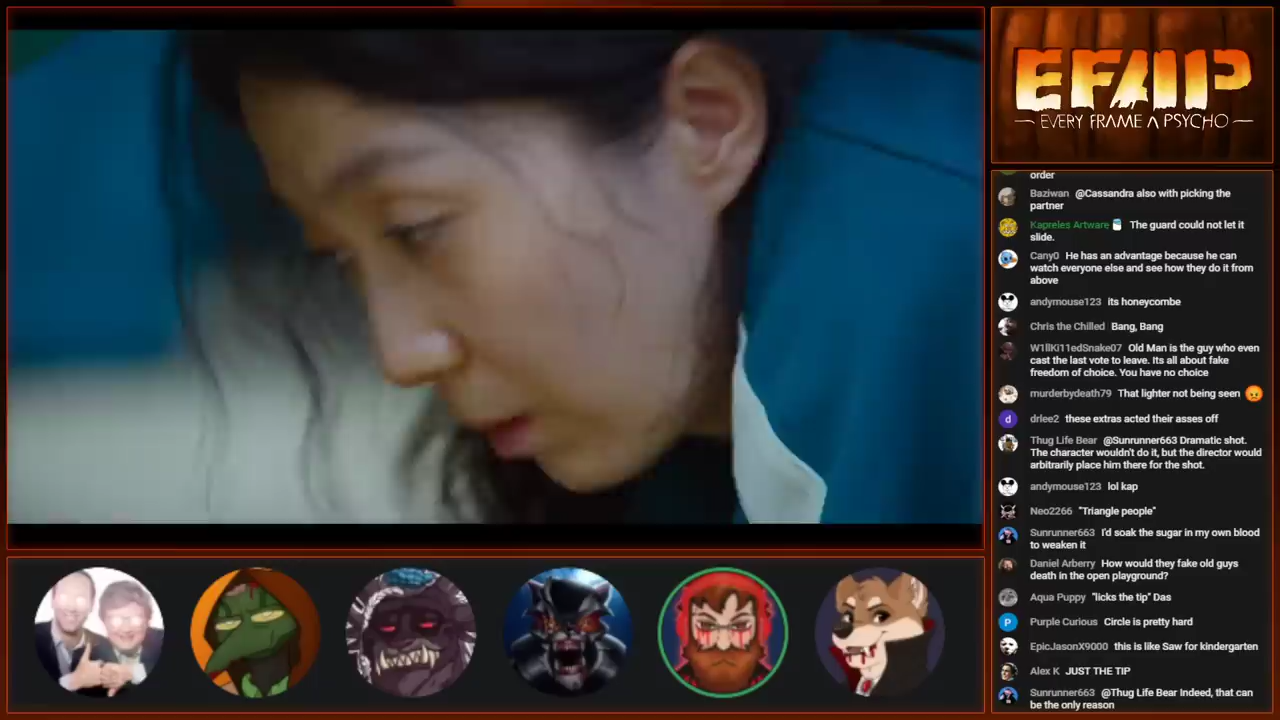 EFAP
EVERY FRAME A PSYCHO
order
Baziwan @Cassandra also with picking the
partner
Kapreles Artware The guard could not let it
slide.
Cany0 He has an advantage because he can
watch everyone else and see how they do it from
above
andymouse123 its honeycombe
Chris the Chilled Bang, Bang
W1llKi11edSnake07 Old Man is the guy who even
cast the last vote to leave. Its all about fake
freedom of choice. You have no choice
murderbydeath79 That lighter not being seen
d
drlee2 these extras acted their asses off
Thug Life Bear @Sunrunner663 Dramatic shot.
The character wouldn't do it, but the director would
arbitrarily place him there for the shot.
andymouse123 lol kap
Neo2266 "Triangle people"
Sunrunner663 I'd soak the sugar in my own blood
to weaken it
Daniel Arberry How would they fake old guys
death in the open playground?
Aqua Puppy "licks the tip" Das
P
Purple Curious Circle is pretty hard
EpicJasonX9000 this is like Saw for kindergarten
Alex K JUST THE TIP
Sunrunner663 @Thug Life Bear Indeed, that can
be the only reason